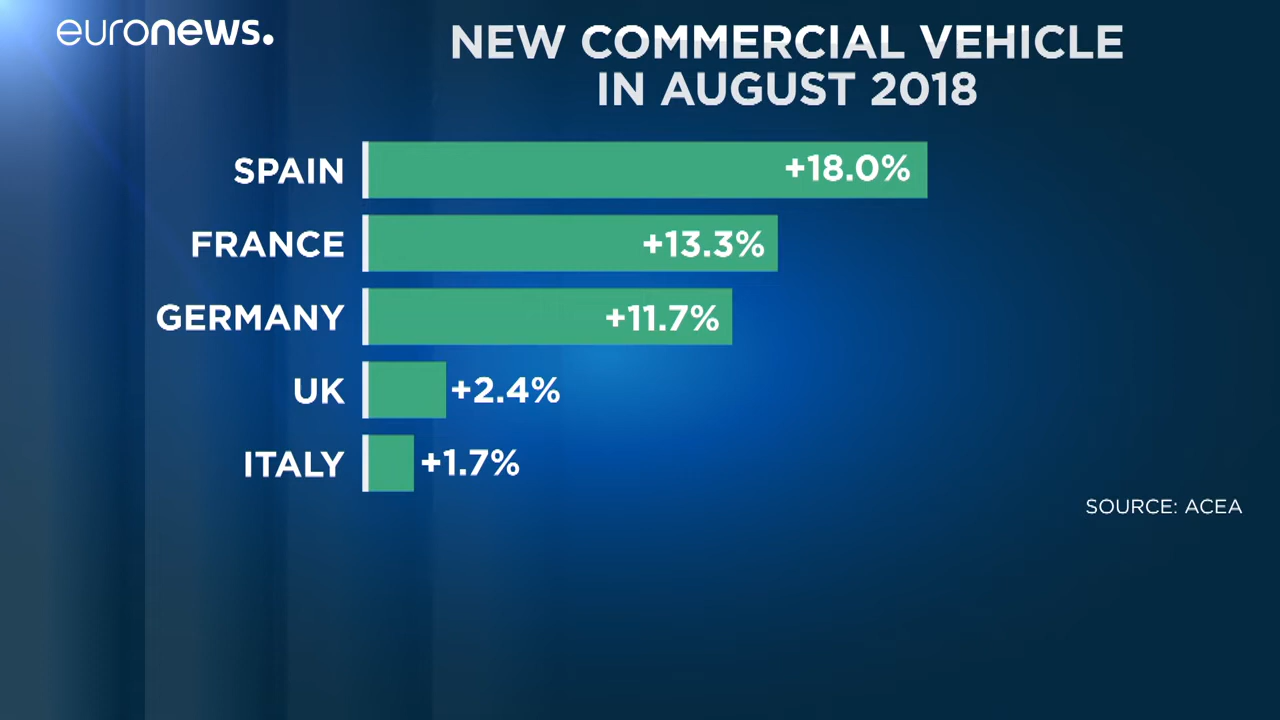 euronews.
NEW COMMERCIAL VEHICLE
IN AUGUST 2018
SPAIN +18.0%
FRANCE +13.3%
GERMANY +11.7%
UK +2.4%
ITALY +1.7%
SOURCE: ACEA